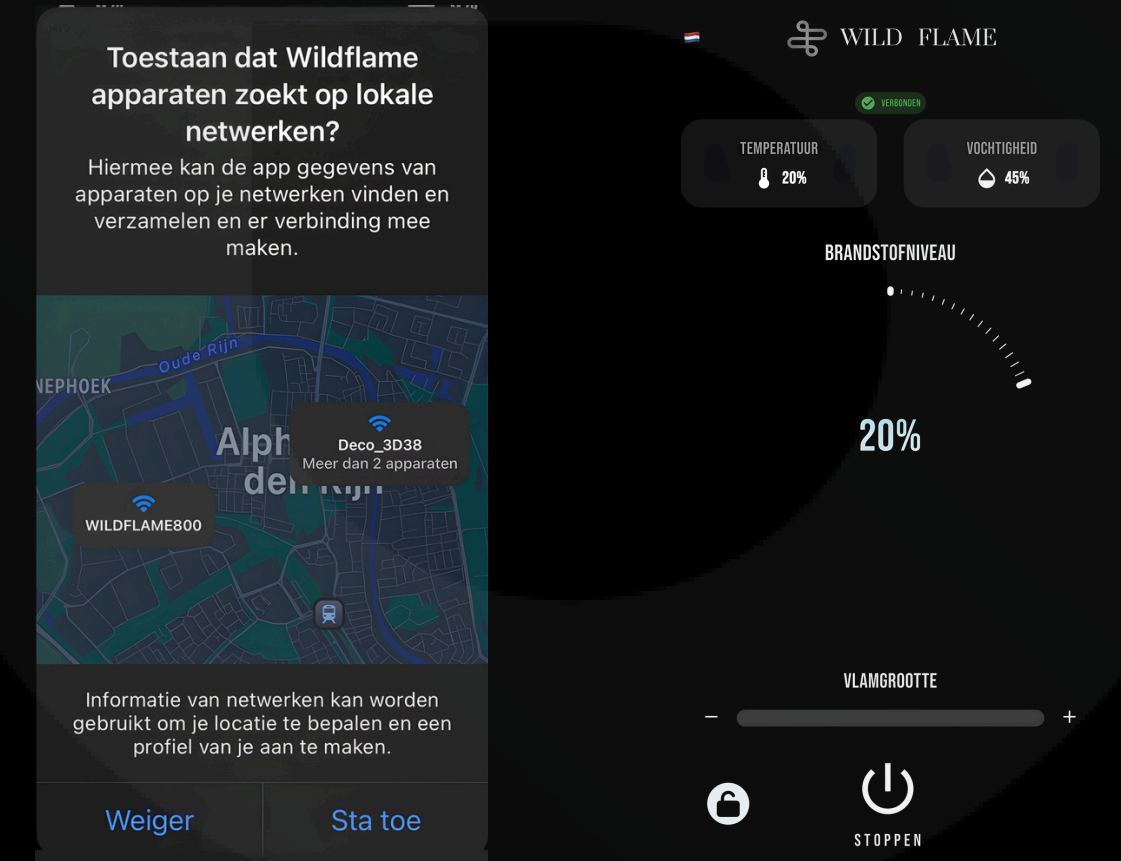 Toestaan dat Wildflame
apparaten zoekt op lokale
netwerken?
Hiermee kan de app gegevens van
apparaten op je netwerken vinden en
verzamelen en er verbinding mee
maken.
Oude Rijn
NEPHOEK
Alph
den Rijn
Deco_3D38
Meer dan 2 apparaten
WILDFLAME800
Informatie van netwerken kan worden
gebruikt om je locatie te bepalen en een
profiel van je aan te maken.
Weiger
Sta toe
WILD FLAME
VERBONDEN
TEMPERATUUR
20%
VOCHTIGHEID
45%
BRANDSTOFNIVEAU
20%
VLAMGROOTTE
− +
STOPPEN